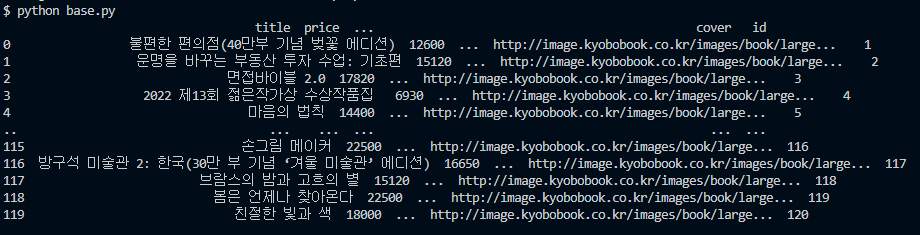 $ python base.py
title price ... cover id
0 불편한 편의점(40만부 기념 벚꽃 에디션) 12600 ... http://image.kyobobook.co.kr/images/book/large... 1
1 운명을 바꾸는 부동산 투자 수업: 기초편 15120 ... http://image.kyobobook.co.kr/images/book/large... 2
2 면접바이블 2.0 17820 ... http://image.kyobobook.co.kr/images/book/large... 3
3 2022 제13회 젊은작가상 수상작품집 6930 ... http://image.kyobobook.co.kr/images/book/large... 4
4 마음의 법칙 14400 ... http://image.kyobobook.co.kr/images/book/large... 5
.. ... ... ... ... ...
115 손그림 메이커 22500 ... http://image.kyobobook.co.kr/images/book/large... 116
116 방구석 미술관 2: 한국(30만 부 기념 ‘겨울 미술관’ 에디션) 16650 ... http://image.kyobobook.co.kr/images/book/large... 117
117 브람스의 밤과 고흐의 별 15120 ... http://image.kyobobook.co.kr/images/book/large... 118
118 봄은 언제나 찾아온다 22500 ... http://image.kyobobook.co.kr/images/book/large... 119
119 친절한 빛과 색 18000 ... http://image.kyobobook.co.kr/images/book/large... 120